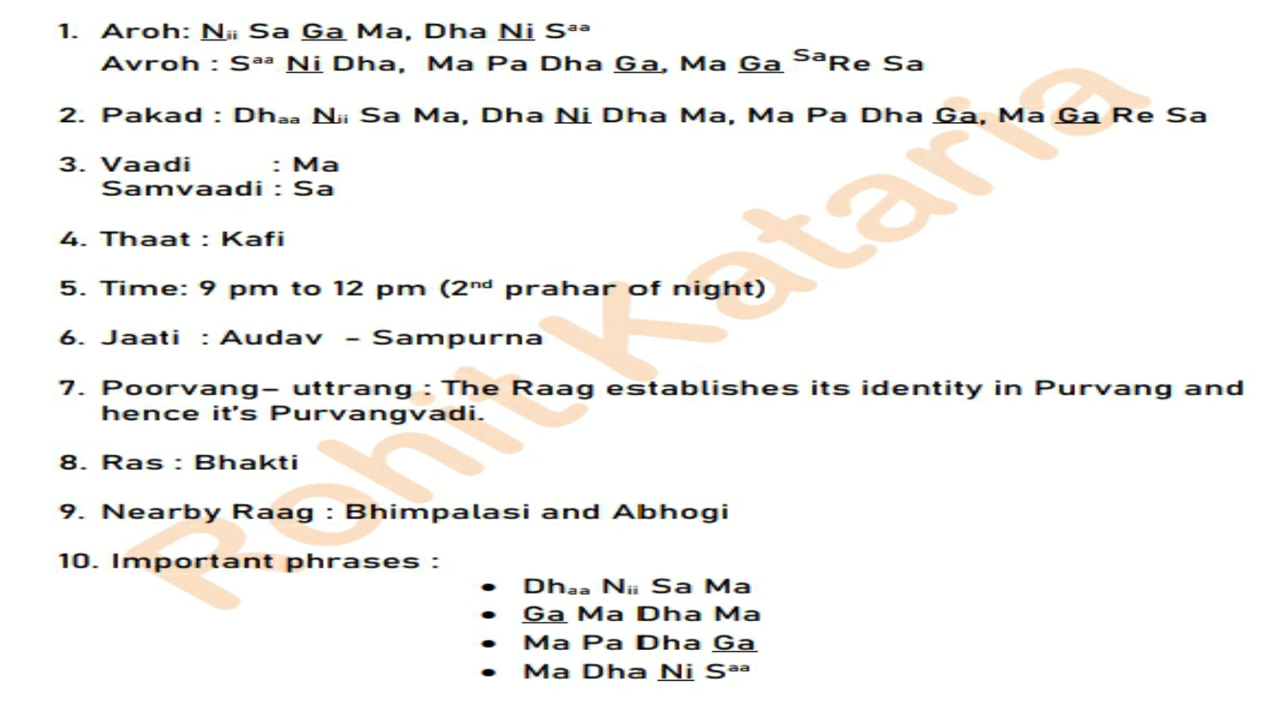 1. Aroh: Nᵢᵢ Sa Ga Ma, Dha Ni Sᵃᵃ
Avroh : Sᵃᵃ Ni Dha, Ma Pa Dha Ga, Ma Ga ˢᵃRe Sa
2. Pakad : Dhₐₐ Nᵢᵢ Sa Ma, Dha Ni Dha Ma, Ma Pa Dha Ga, Ma Ga Re Sa
3. Vaadi : Ma
Samvaadi : Sa
4. Thaat : Kafi
5. Time: 9 pm to 12 pm (2ⁿᵈ prahar of night)
6. Jaati : Audav - Sampurna
7. Poorvang– uttrang : The Raag establishes its identity in Purvang and
hence it's Purvangvadi.
8. Ras : Bhakti
9. Nearby Raag : Bhimpalasi and Abhogi
10. Important phrases :
• Dhₐₐ Nᵢᵢ Sa Ma
• Ga Ma Dha Ma
• Ma Pa Dha Ga
• Ma Dha Ni Sᵃᵃ
Rohit Kataria